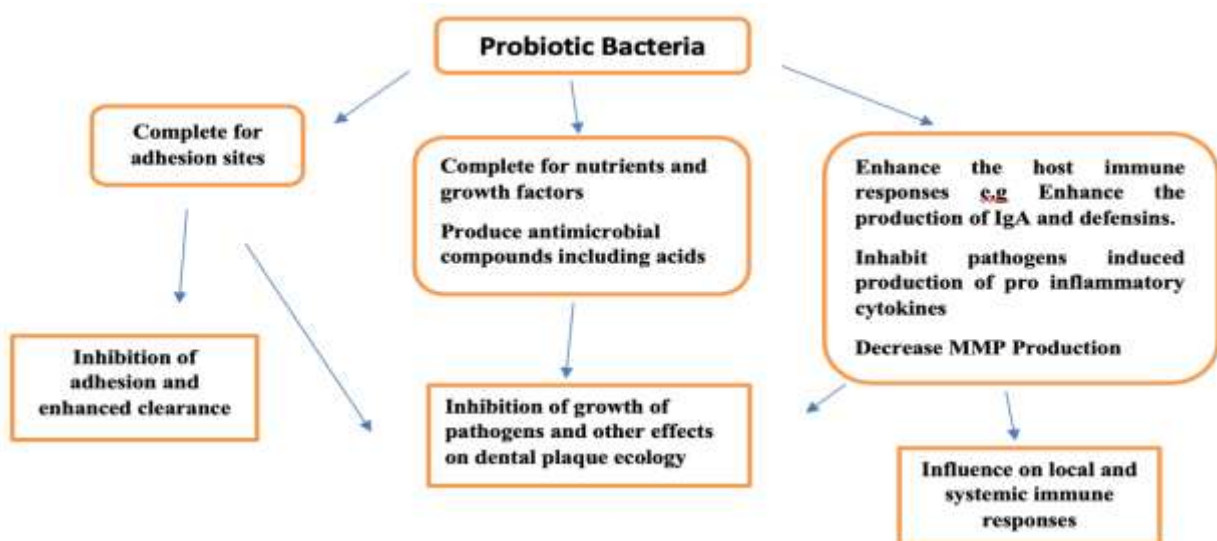 Probiotic Bacteria
Complete for
adhesion sites
Complete for nutrients and
growth factors
Produce antimicrobial
compounds including acids
Enhance the host immune
responses e.g Enhance the
production of IgA and defensins.
Inhabit pathogens induced
production of pro inflammatory
cytokines
Decrease MMP Production
Inhibition of
adhesion and
enhanced clearance
Inhibition of growth of
pathogens and other effects
on dental plaque ecology
Influence on local and
systemic immune
responses